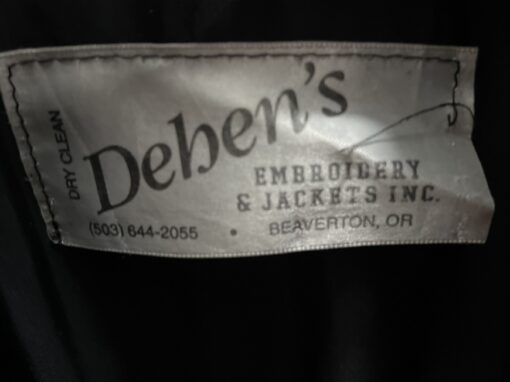 DRY CLEAN
Deben's
EMBROIDERY
& JACKETS INC.
(503) 644-2055 • BEAVERTON, OR